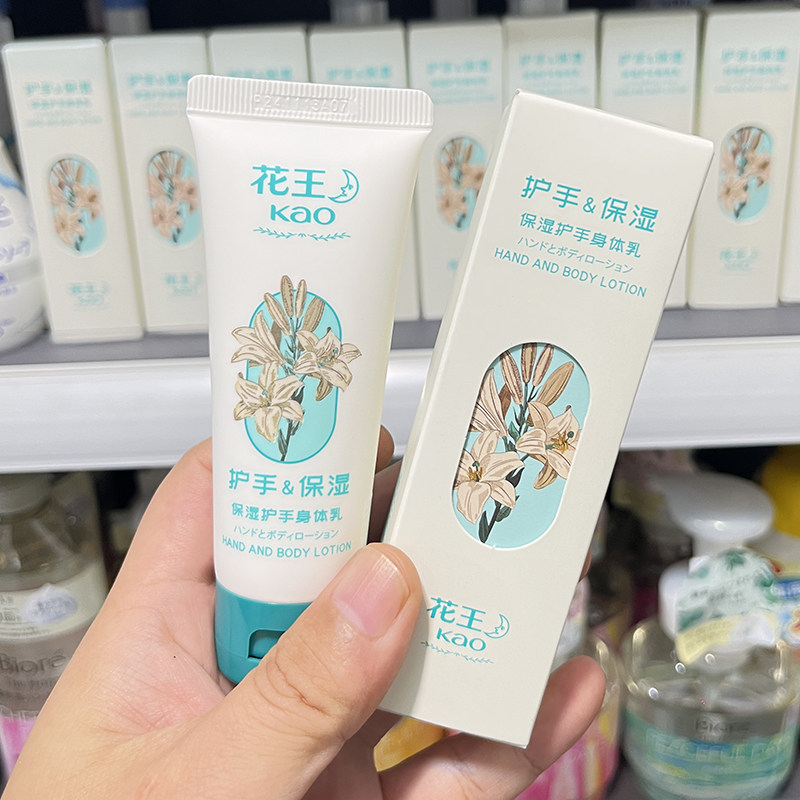 P241113A07
花王
Kao
护手&保湿
保湿护手身体乳
ハンドとボディローション
HAND AND BODY LOTION
护手&保湿
保湿护手身体乳
ハンドとボディローション
HAND AND BODY LOTION
花王
Kao
Bioré
Bioré